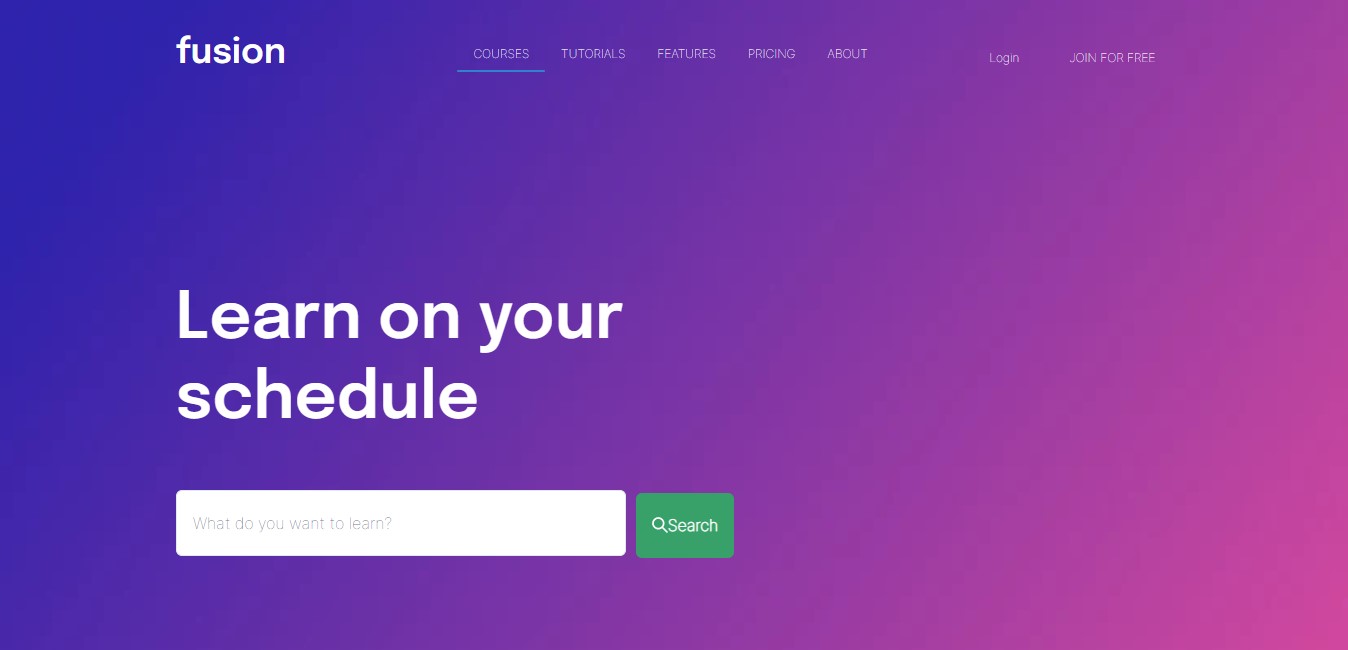 fusion
COURSES TUTORIALS FEATURES PRICING ABOUT Login JOIN FOR FREE
Learn on your
schedule
What do you want to learn? Search